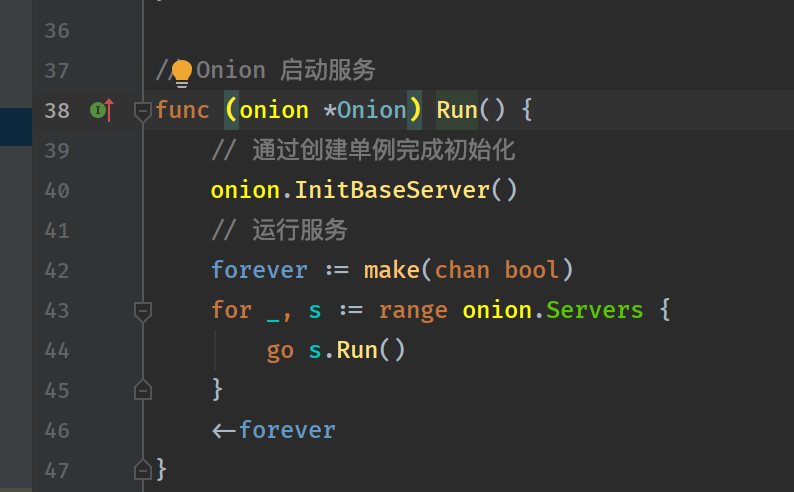 36
37 // Onion 启动服务
38 func (onion *Onion) Run() {
39 // 通过创建单例完成初始化
40 onion.InitBaseServer()
41 // 运行服务
42 forever := make(chan bool)
43 for _, s := range onion.Servers {
44 go s.Run()
45 }
46 <-forever
47 }